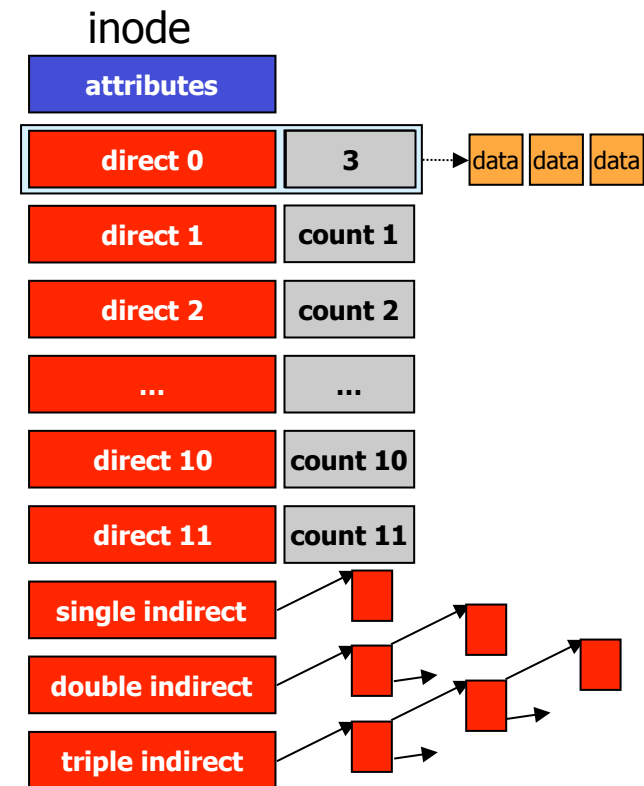 inode
attributes
direct 0 3 data data data
direct 1 count 1
direct 2 count 2
... ...
direct 10 count 10
direct 11 count 11
single indirect
double indirect
triple indirect